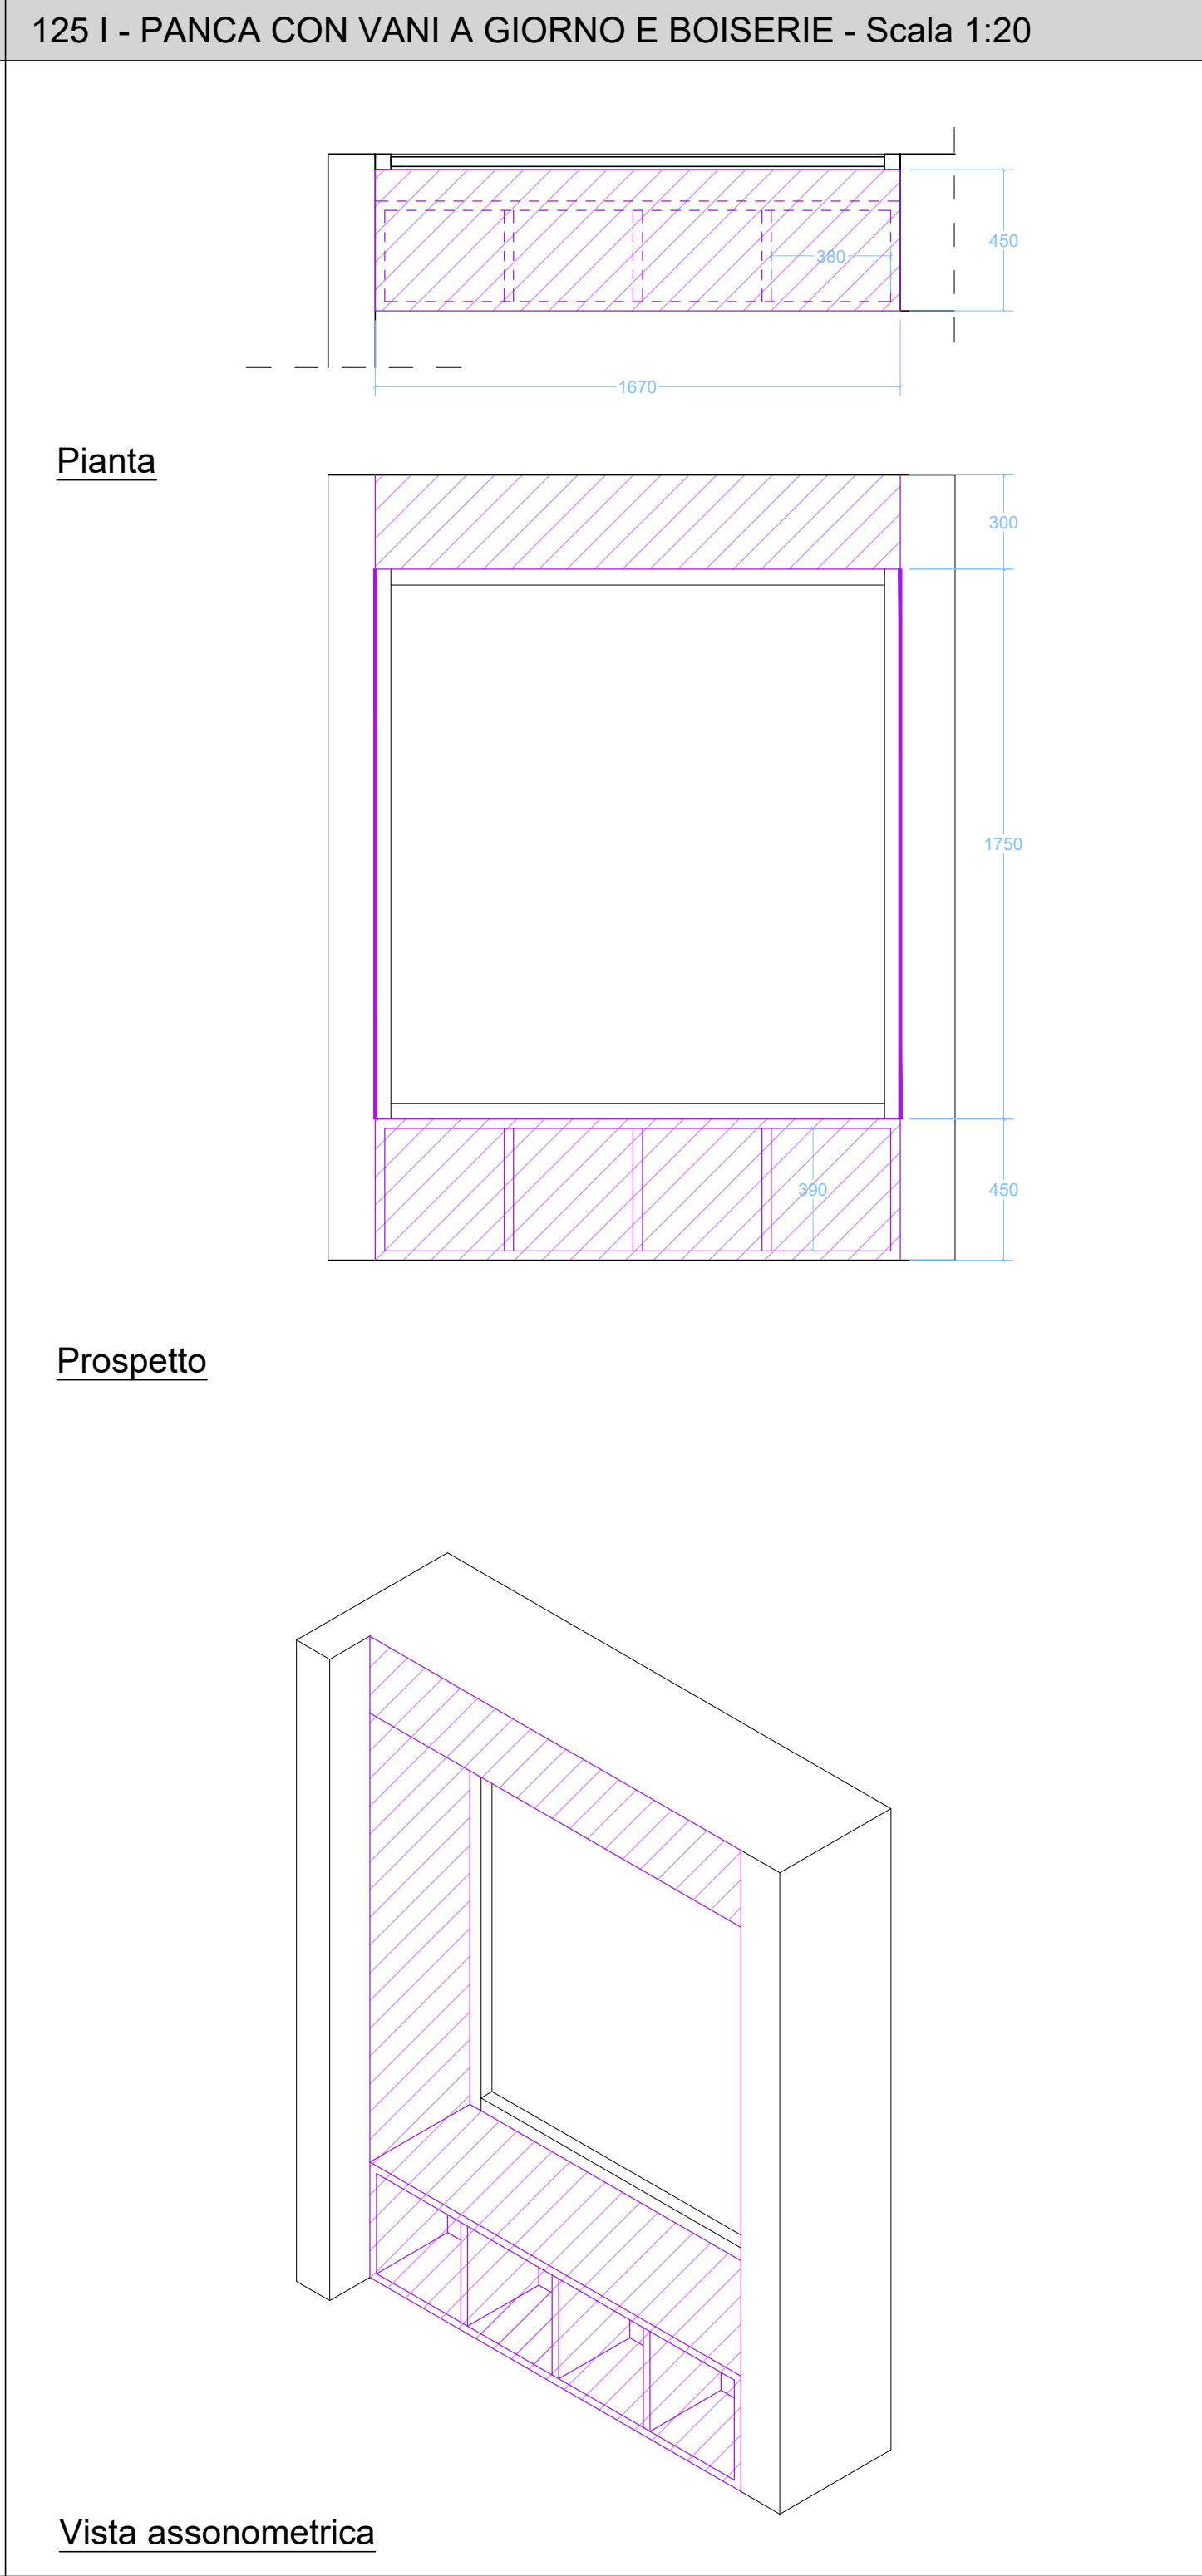 125 I - PANCA CON VANI A GIORNO E BOISERIE - Scala 1:20
450
380
1670
Pianta
300
1750
390
450
Prospetto
Vista assonometrica